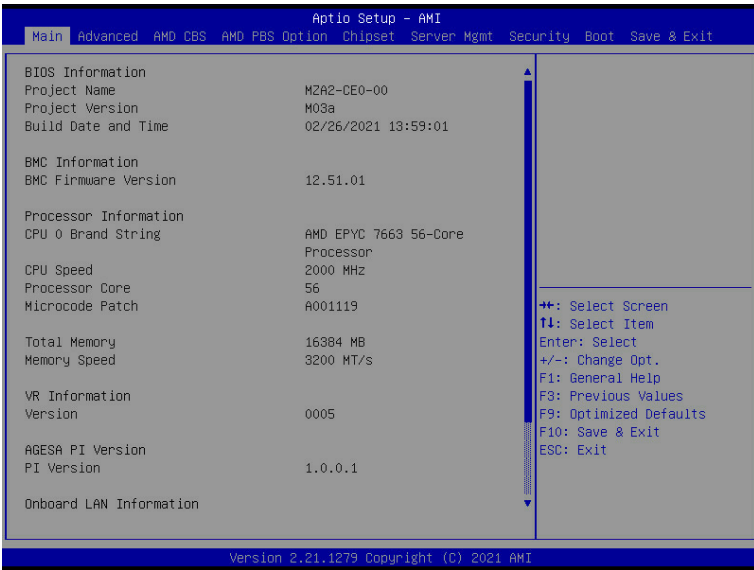 Aptio Setup - AMI
Main Advanced AMD CBS AMD PBS Option Chipset Server Mgmt Security Boot Save & Exit
BIOS Information
Project Name MZA2-CE0-00
Project Version M03a
Build Date and Time 02/26/2021 13:59:01
BMC Information
BMC Firmware Version 12.51.01
Processor Information
CPU 0 Brand String AMD EPYC 7663 56-Core
Processor
CPU Speed 2000 MHz
Processor Core 56
Microcode Patch A001119
Total Memory 16384 MB
Memory Speed 3200 MT/s
VR Information
Version 0005
AGESA PI Version
PI Version 1.0.0.1
Onboard LAN Information
→←: Select Screen
↑↓: Select Item
Enter: Select
+/-: Change Opt.
F1: General Help
F3: Previous Values
F9: Optimized Defaults
F10: Save & Exit
ESC: Exit
Version 2.21.1279 Copyright (C) 2021 AMI